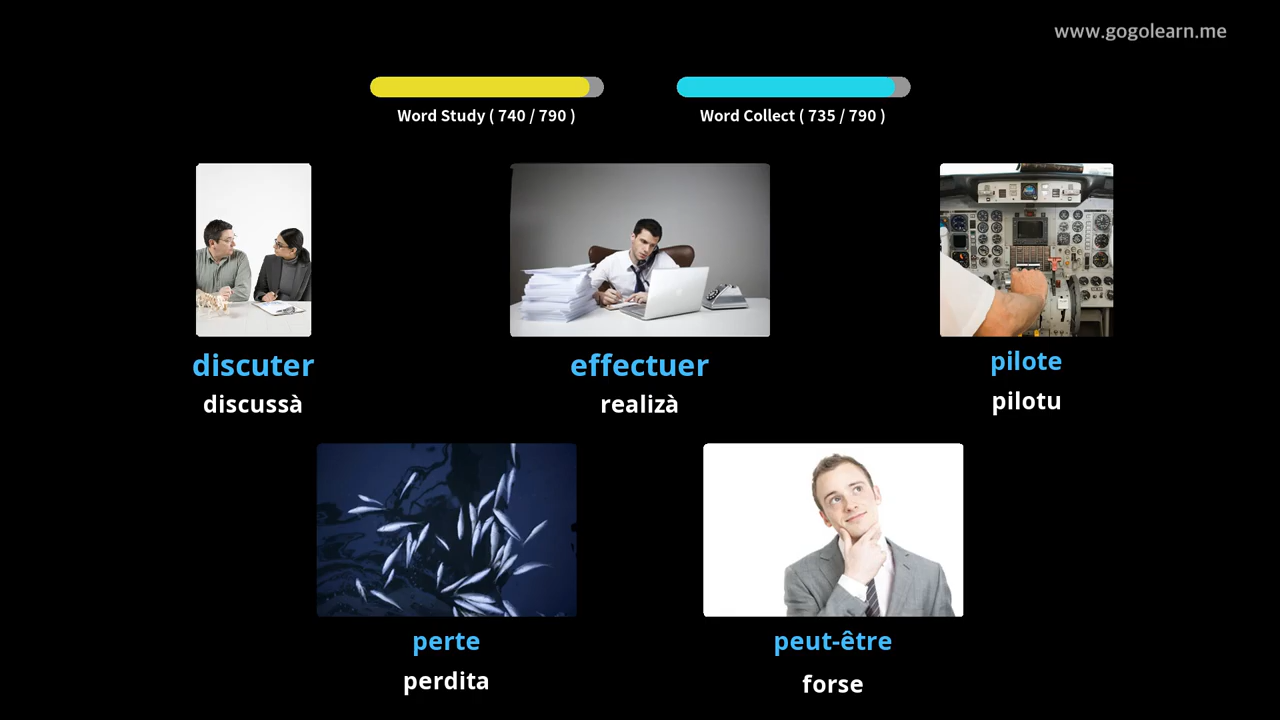 www.gogolearn.me
Word Study ( 740 / 790 )
Word Collect ( 735 / 790 )
discuter
discussà
effectuer
realizà
pilote
pilotu
perte
perdita
peut-être
forse